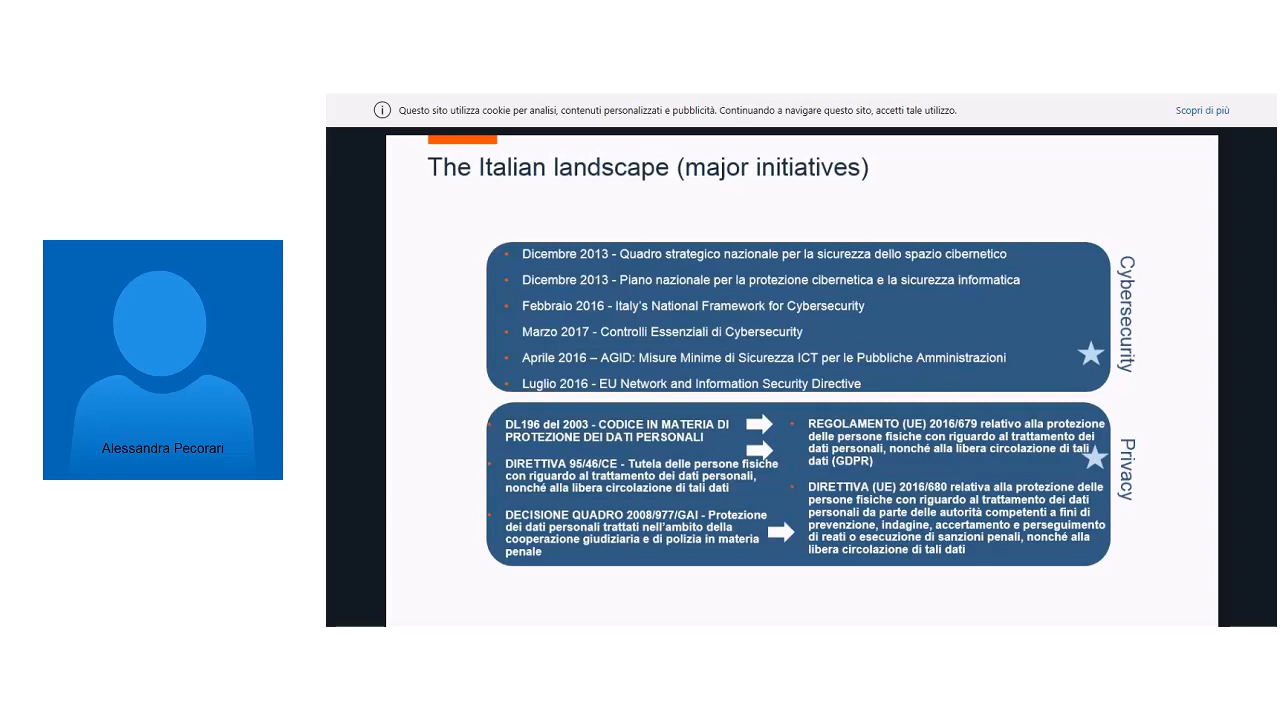 Questo sito utilizza cookie per analisi, contenuti personalizzati e pubblicità. Continuando a navigare questo sito, accetti tale utilizzo.
Scopri di più
The Italian landscape (major initiatives)
Dicembre 2013 - Quadro strategico nazionale per la sicurezza dello spazio cibernetico
Dicembre 2013 - Piano nazionale per la protezione cibernetica e la sicurezza informatica
Febbraio 2016 - Italy's National Framework for Cybersecurity
Marzo 2017 - Controlli Essenziali di Cybersecurity
Aprile 2016 – AGID: Misure Minime di Sicurezza ICT per le Pubbliche Amministrazioni
Luglio 2016 - EU Network and Information Security Directive
Cybersecurity
DL196 del 2003 - CODICE IN MATERIA DI
PROTEZIONE DEI DATI PERSONALI
DIRETTIVA 95/46/CE - Tutela delle persone fisiche
con riguardo al trattamento dei dati personali,
nonché alla libera circolazione di tali dati
DECISIONE QUADRO 2008/977/GAI - Protezione
dei dati personali trattati nell'ambito della
cooperazione giudiziaria e di polizia in materia
penale
REGOLAMENTO (UE) 2016/679 relativo alla protezione
delle persone fisiche con riguardo al trattamento dei
dati personali, nonché alla libera circolazione di tali
dati (GDPR)
DIRETTIVA (UE) 2016/680 relativa alla protezione delle
persone fisiche con riguardo al trattamento dei dati
personali da parte delle autorità competenti a fini di
prevenzione, indagine, accertamento e perseguimento
di reati o esecuzione di sanzioni penali, nonché alla
libera circolazione di tali dati
Privacy
Alessandra Pecorari